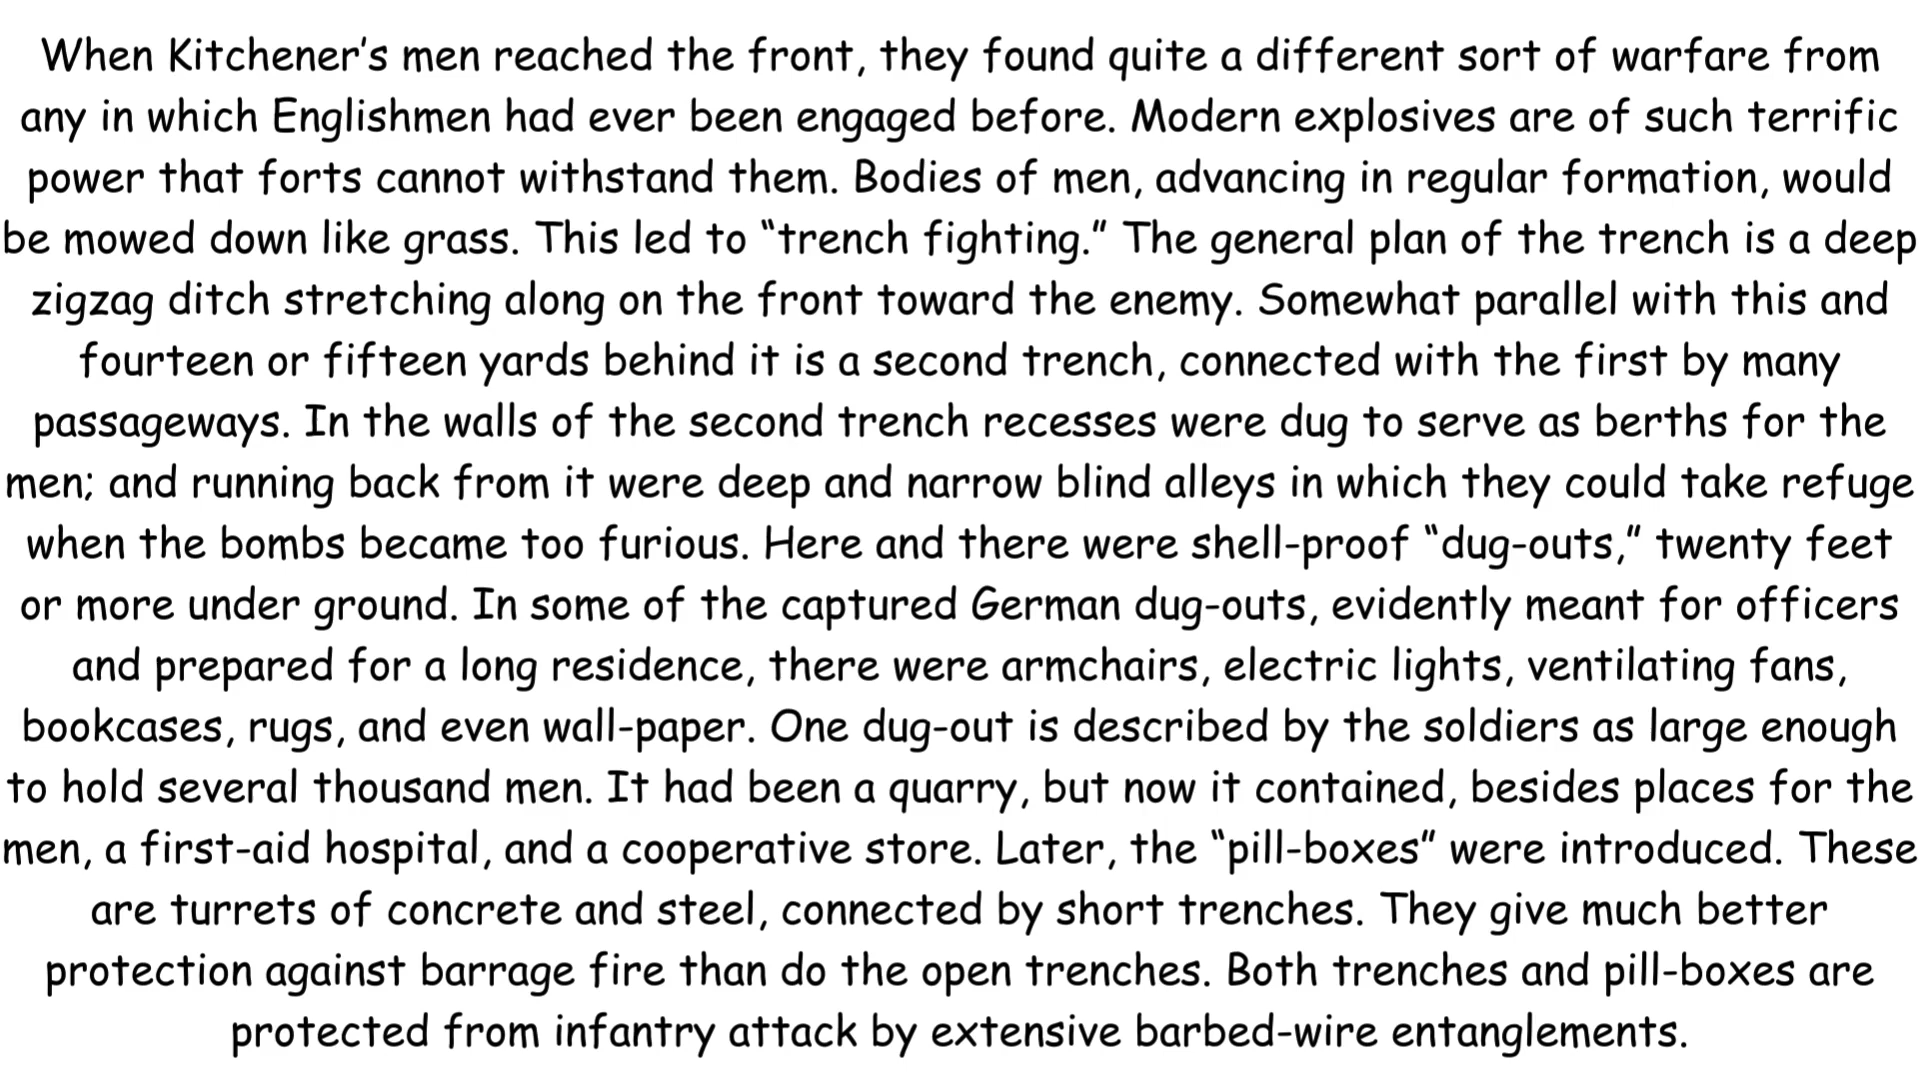 When Kitchener’s men reached the front, they found quite a different sort of warfare from
any in which Englishmen had ever been engaged before. Modern explosives are of such terrific
power that forts cannot withstand them. Bodies of men, advancing in regular formation, would
be mowed down like grass. This led to “trench fighting.” The general plan of the trench is a deep
zigzag ditch stretching along on the front toward the enemy. Somewhat parallel with this and
fourteen or fifteen yards behind it is a second trench, connected with the first by many
passageways. In the walls of the second trench recesses were dug to serve as berths for the
men; and running back from it were deep and narrow blind alleys in which they could take refuge
when the bombs became too furious. Here and there were shell-proof “dug-outs,” twenty feet
or more under ground. In some of the captured German dug-outs, evidently meant for officers
and prepared for a long residence, there were armchairs, electric lights, ventilating fans,
bookcases, rugs, and even wall-paper. One dug-out is described by the soldiers as large enough
to hold several thousand men. It had been a quarry, but now it contained, besides places for the
men, a first-aid hospital, and a cooperative store. Later, the “pill-boxes” were introduced. These
are turrets of concrete and steel, connected by short trenches. They give much better
protection against barrage fire than do the open trenches. Both trenches and pill-boxes are
protected from infantry attack by extensive barbed-wire entanglements.